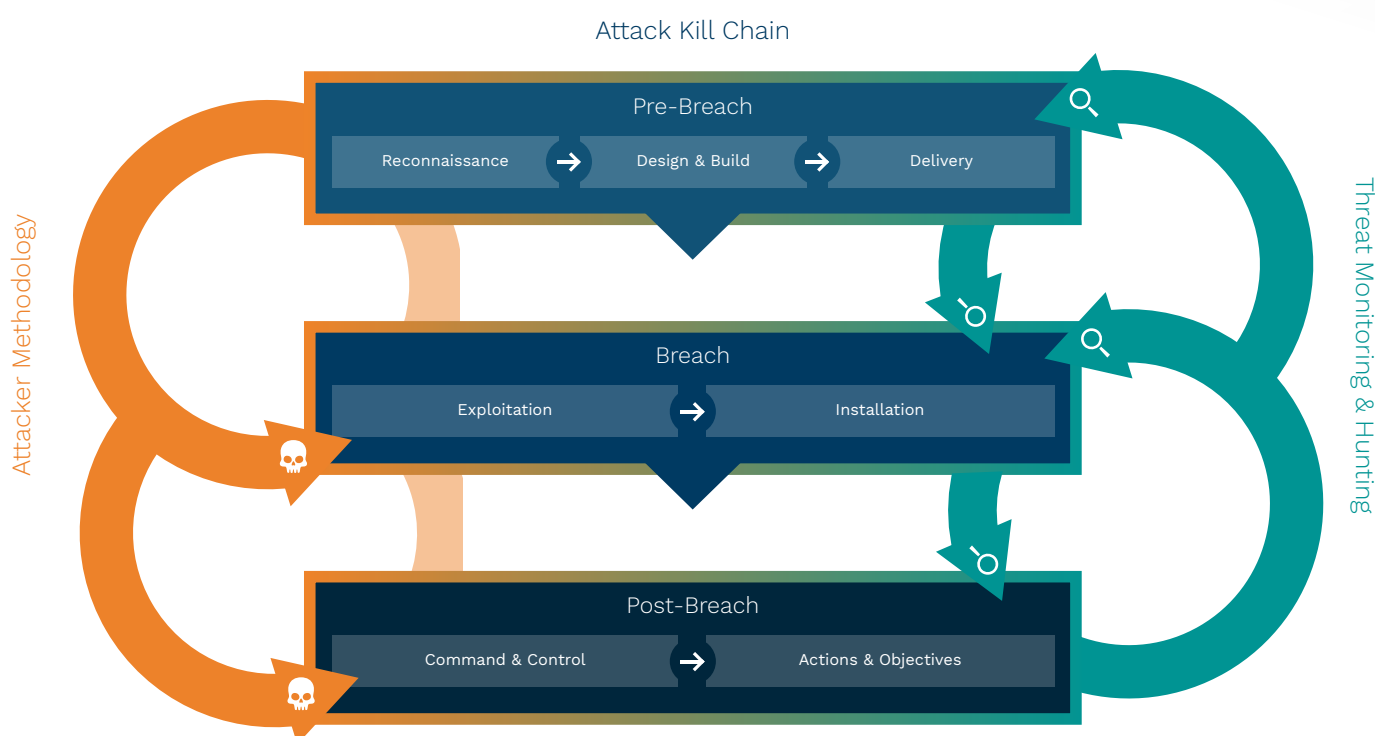 Attack Kill Chain
Pre-Breach
Reconnaissance
Design & Build
Delivery
Attacker Methodology
Threat Monitoring & Hunting
Breach
Exploitation
Installation
Post-Breach
Command & Control
Actions & Objectives